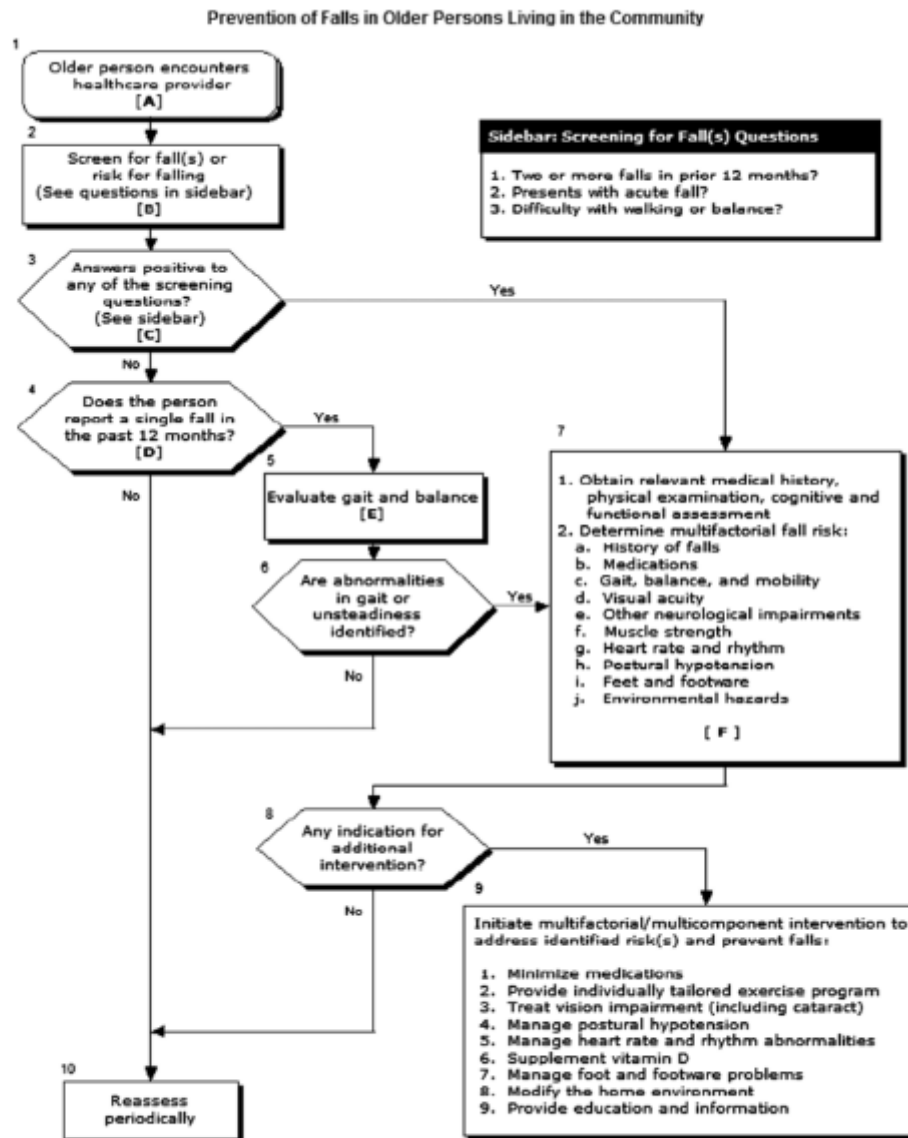 Prevention of Falls in Older Persons Living in the Community
1
Older person encounters
healthcare provider
[A]
2
Screen for fall(s) or
risk for falling
(See questions in sidebar)
[B]
Sidebar: Screening for Fall(s) Questions
1. Two or more falls in prior 12 months?
2. Presents with acute fall?
3. Difficulty with walking or balance?
3
Answers positive to
any of the screening
questions?
(See sidebar)
[C]
Yes
No
4
Does the person
report a single fall in
the past 12 months?
[D]
Yes
No
5
Evaluate gait and balance
[E]
6
Are abnormalities
in gait or
unsteadiness
identified?
Yes
No
7
1. Obtain relevant medical history,
physical examination, cognitive and
functional assessment
2. Determine multifactorial fall risk:
a. History of falls
b. Medications
c. Gait, balance, and mobility
d. Visual acuity
e. Other neurological impairments
f. Muscle strength
g. Heart rate and rhythm
h. Postural hypotension
i. Feet and footware
j. Environmental hazards
[ F ]
8
Any indication for
additional
intervention?
Yes
No
9
Initiate multifactorial/multicomponent intervention to
address identified risk(s) and prevent falls:
1. Minimize medications
2. Provide individually tailored exercise program
3. Treat vision impairment (including cataract)
4. Manage postural hypotension
5. Manage heart rate and rhythm abnormalities
6. Supplement vitamin D
7. Manage foot and footware problems
8. Modify the home environment
9. Provide education and information
10
Reassess
periodically